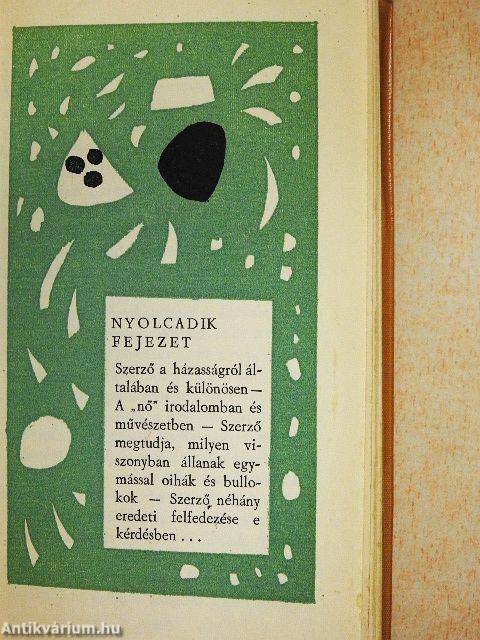 NYOLCADIK
FEJEZET
Szerző a házasságról ál-
talában és különösen —
A „nő” irodalomban és
művészetben — Szerző
megtudja, milyen vi-
szonyban állanak egy-
mással oihák és bullo-
kok — Szerző néhány
eredeti felfedezése e
kérdésben . . .
Antikvárium.hu